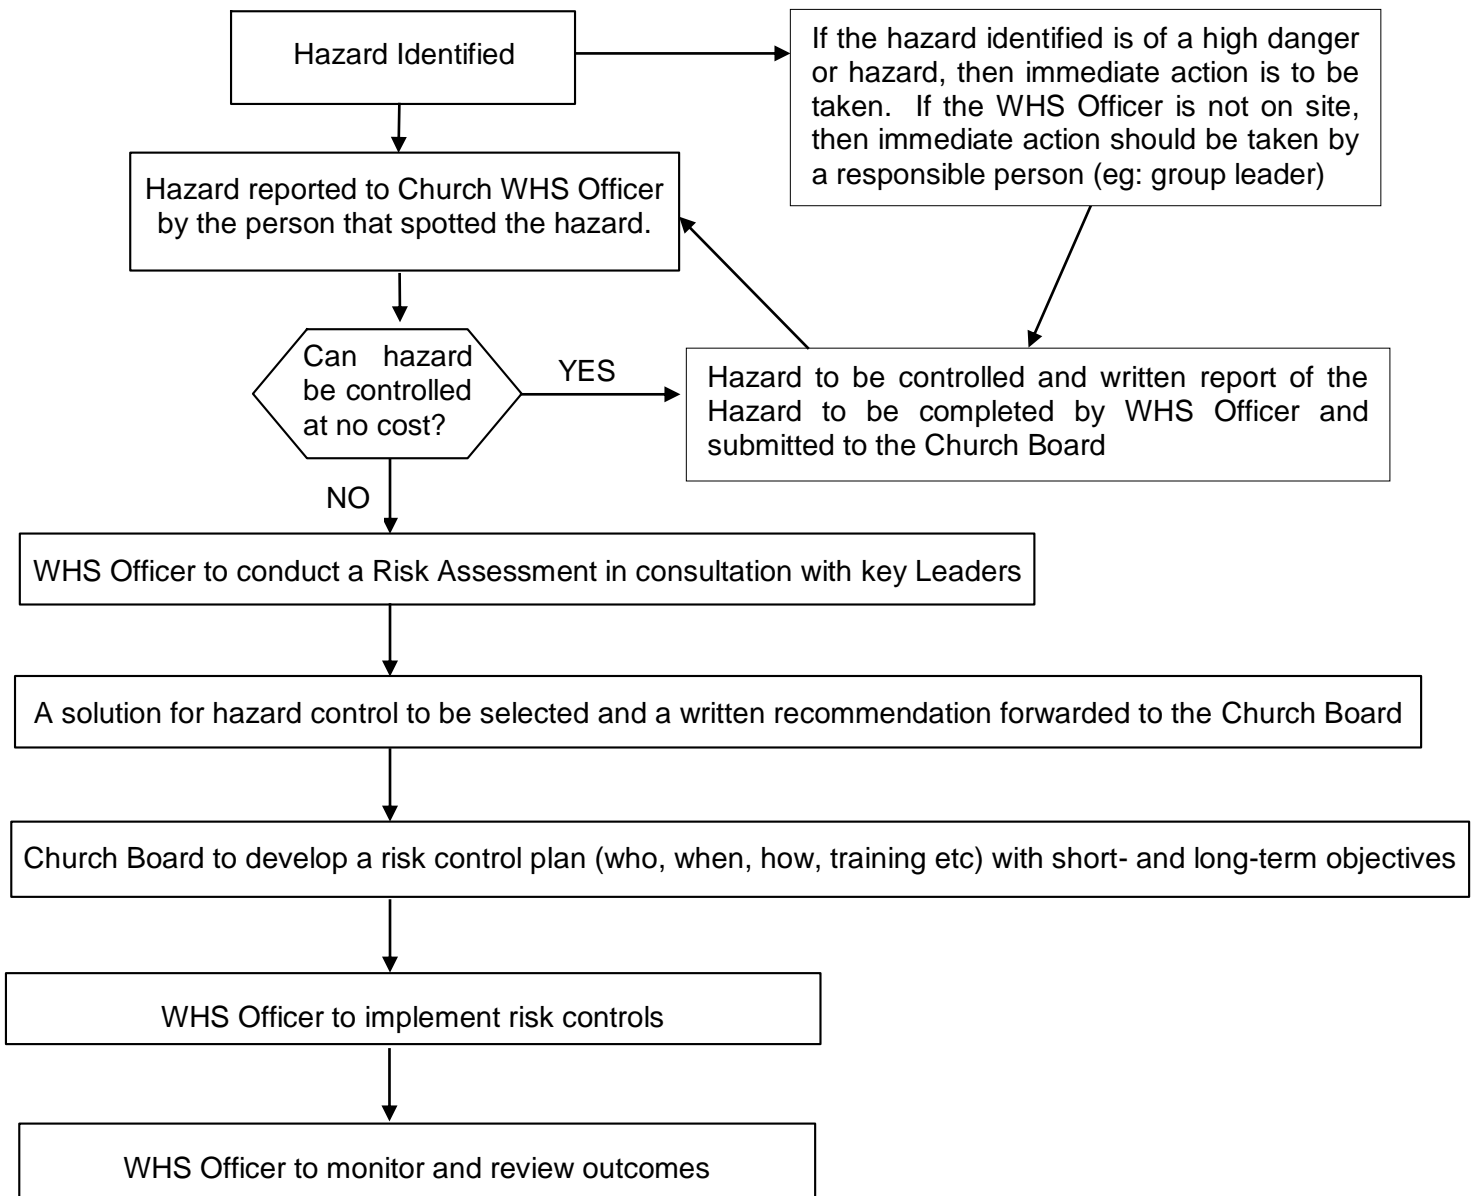 Hazard Identified
If the hazard identified is of a high danger
or hazard, then immediate action is to be
taken. If the WHS Officer is not on site,
then immediate action should be taken by
a responsible person (eg: group leader)
Hazard reported to Church WHS Officer
by the person that spotted the hazard.
Can hazard
be controlled
at no cost?
YES
Hazard to be controlled and written report of the
Hazard to be completed by WHS Officer and
submitted to the Church Board
NO
WHS Officer to conduct a Risk Assessment in consultation with key Leaders
A solution for hazard control to be selected and a written recommendation forwarded to the Church Board
Church Board to develop a risk control plan (who, when, how, training etc) with short- and long-term objectives
WHS Officer to implement risk controls
WHS Officer to monitor and review outcomes